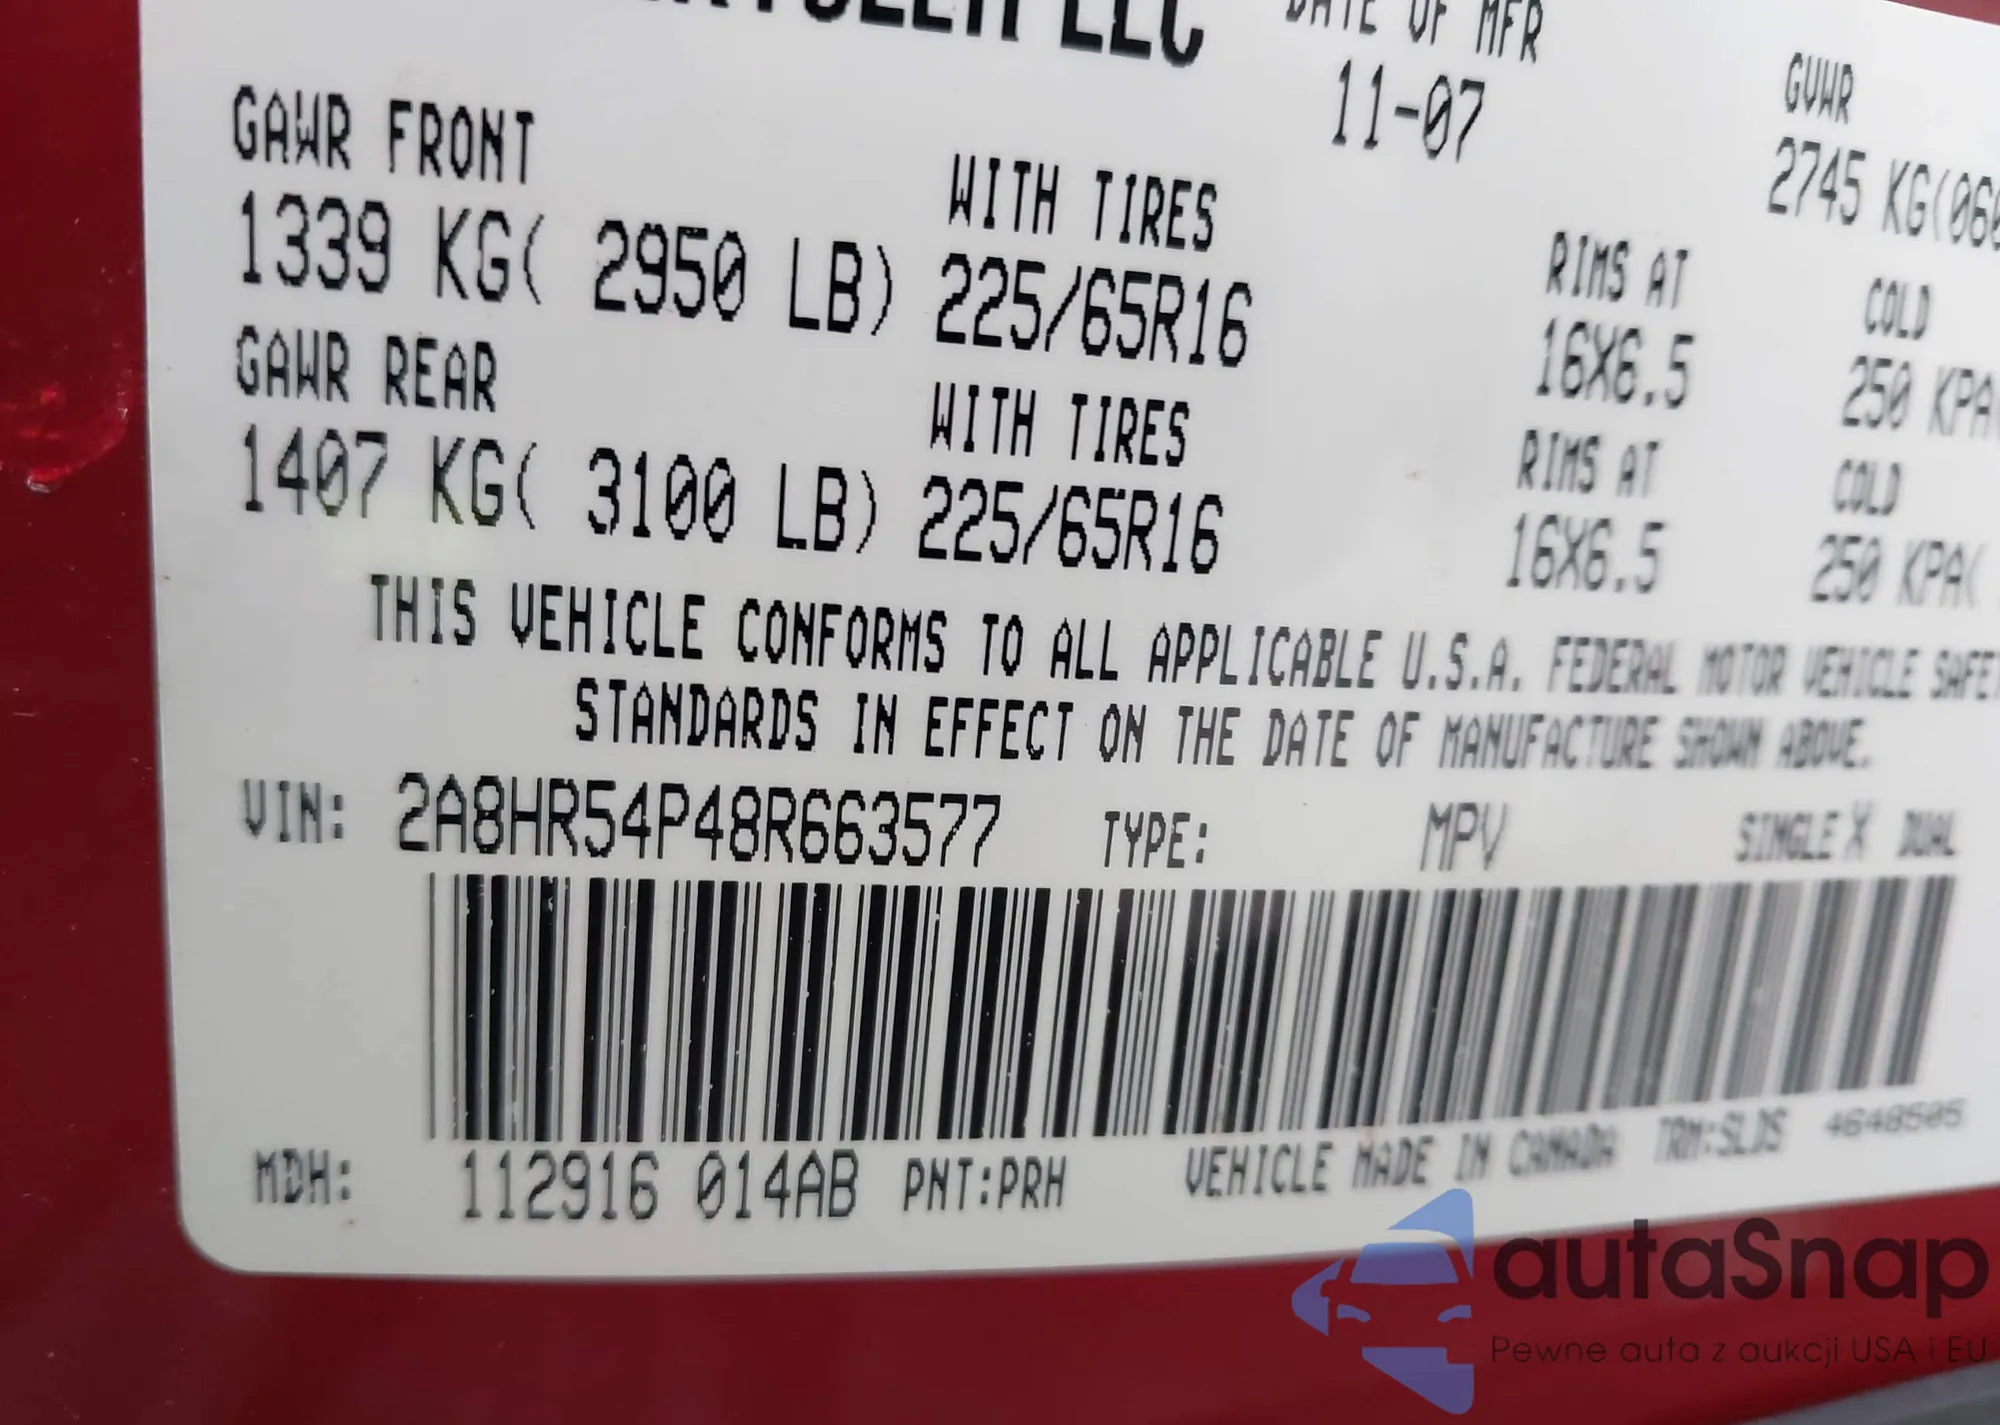 LLC DATE OF MFR
11-07
GVWR
2745 KG(060
GAWR FRONT WITH TIRES RIMS AT COLD
1339 KG( 2950 LB) 225/65R16 16X6.5 250 KPA(
GAWR REAR WITH TIRES RIMS AT COLD
1407 KG( 3100 LB) 225/65R16 16X6.5 250 KPA(
THIS VEHICLE CONFORMS TO ALL APPLICABLE U.S.A. FEDERAL MOTOR VEHICLE SAFET
STANDARDS IN EFFECT ON THE DATE OF MANUFACTURE SHOWN ABOVE.
VIN: 2A8HR54P48R663577 TYPE: MPV SINGLE X DUAL
MDH: 112916 014AB PNT:PRH VEHICLE MADE IN CANADA TRM:SLDS 4648505
autaSnap
Pewne auta z aukcji USA i EU